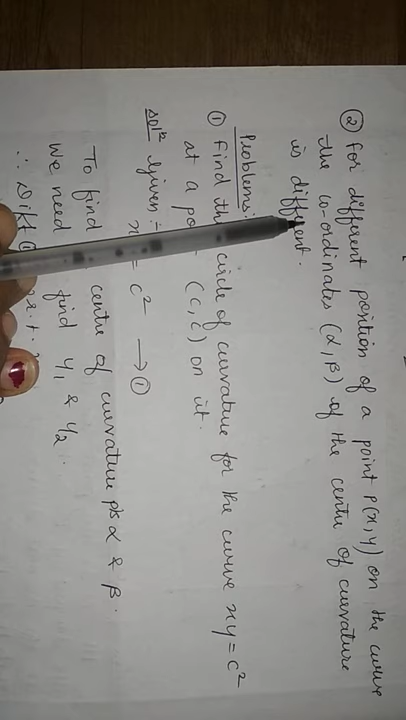 ② For different position of a point P(x,y) on the curve
the co-ordinates (α, β) of the centre of curvature
is different.
Problems:
① Find the circle of curvature for the curve xy = c²
at a po (c, c) on it.
Solⁿ Given:- x = c² → ①
To find centre of curvature pts α & β.
we need find y₁ & y₂.
∴ Diff ① w.r.t.